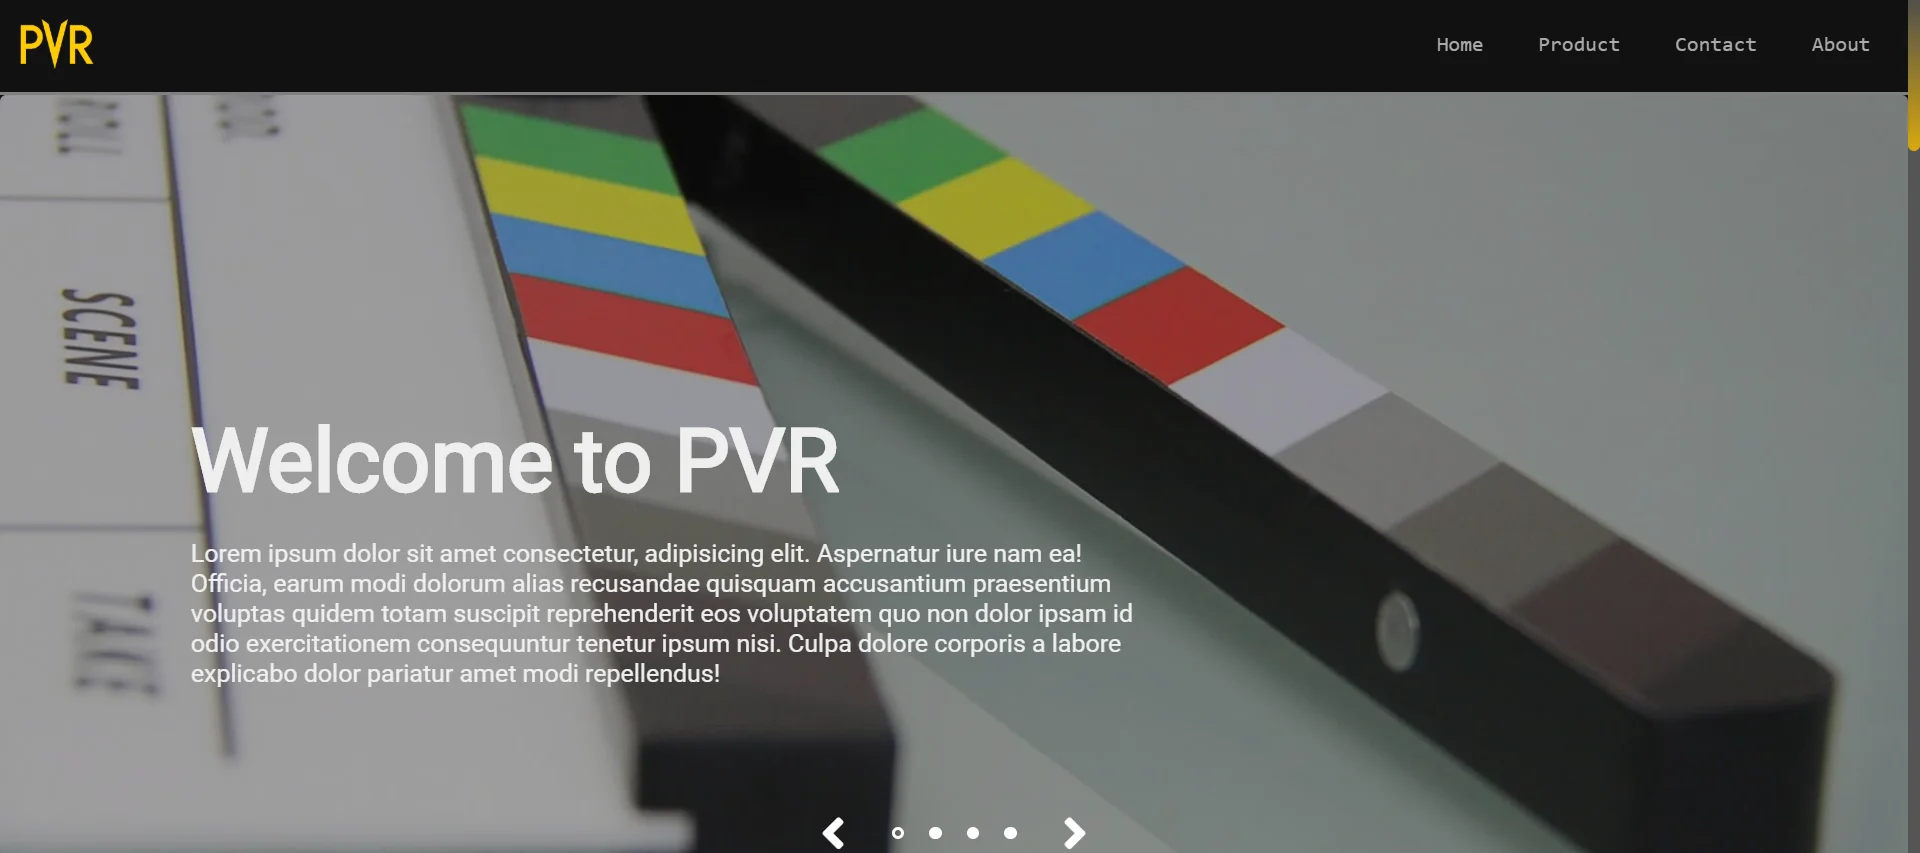 PVR
Home Product Contact About
SCENE
Welcome to PVR
Lorem ipsum dolor sit amet consectetur, adipisicing elit. Aspernatur iure nam ea!
Officia, earum modi dolorum alias recusandae quisquam accusantium praesentium
voluptas quidem totam suscipit reprehenderit eos voluptatem quo non dolor ipsam id
odio exercitationem consequuntur tenetur ipsum nisi. Culpa dolore corporis a labore
explicabo dolor pariatur amet modi repellendus!